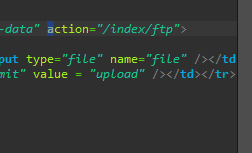 -data" action="/index/ftp">
put type="file" name="file" /></td
mit" value = "upload" /></td></tr>